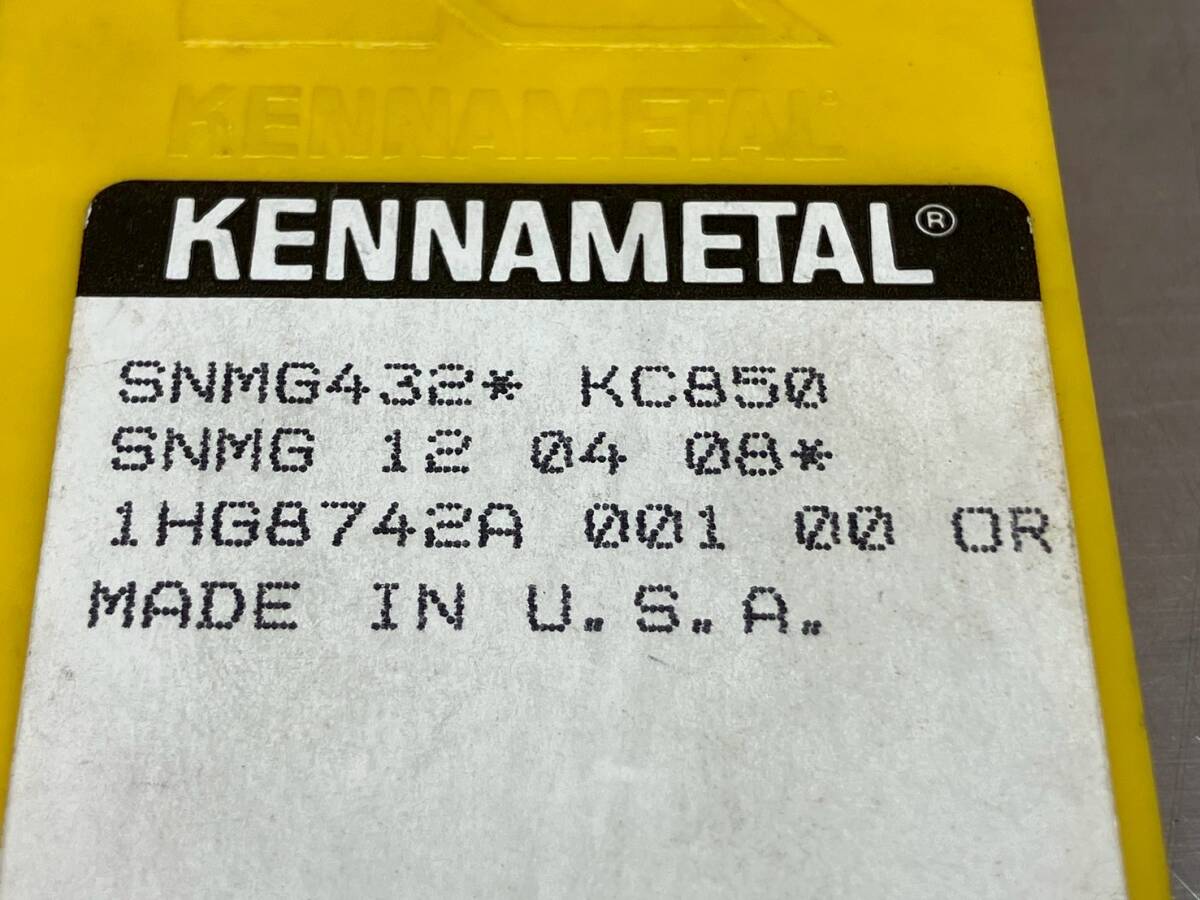 KENNAMETAL®
KENNAMETAL®
SNMG432* KC850
SNMG 12 04 08*
1HG8742A 001 00 OR
MADE IN U.S.A.